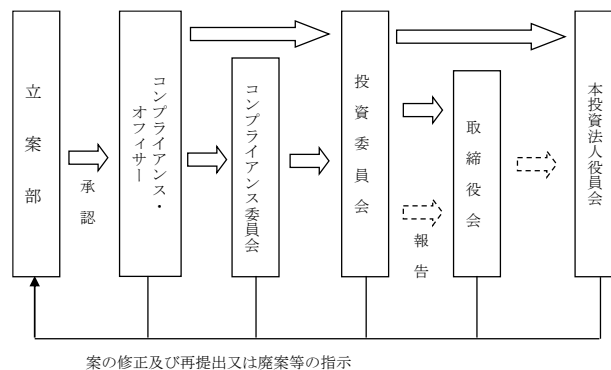 立案部
承認
コンプライアンス・
オフィサー
コンプライアンス委員会
投資委員会
報告
取締役会
本投資法人役員会
案の修正及び再提出又は廃案等の指示